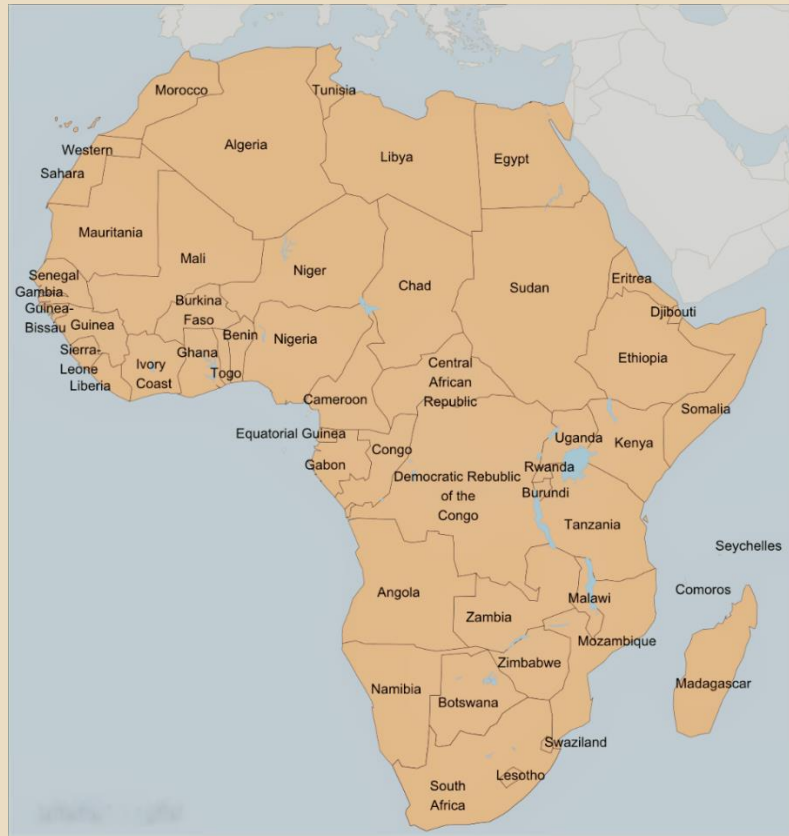 Morocco
Tunisia
Algeria
Libya
Egypt
Western
Sahara
Mauritania
Mali
Niger
Chad
Sudan
Eritrea
Senegal
Gambia
Guinea-
Bissau
Guinea
Burkina
Faso
Benin
Nigeria
Djibouti
Ethiopia
Sierra-
Leone
Liberia
Ivory
Coast
Ghana
Togo
Central
African
Republic
Cameroon
Somalia
Equatorial Guinea
Gabon
Congo
Uganda
Kenya
Rwanda
Democratic Rebublic
of the
Congo
Burundi
Tanzania
Seychelles
Comoros
Angola
Zambia
Malawi
Mozambique
Zimbabwe
Namibia
Botswana
Madagascar
Swaziland
Lesotho
South
Africa